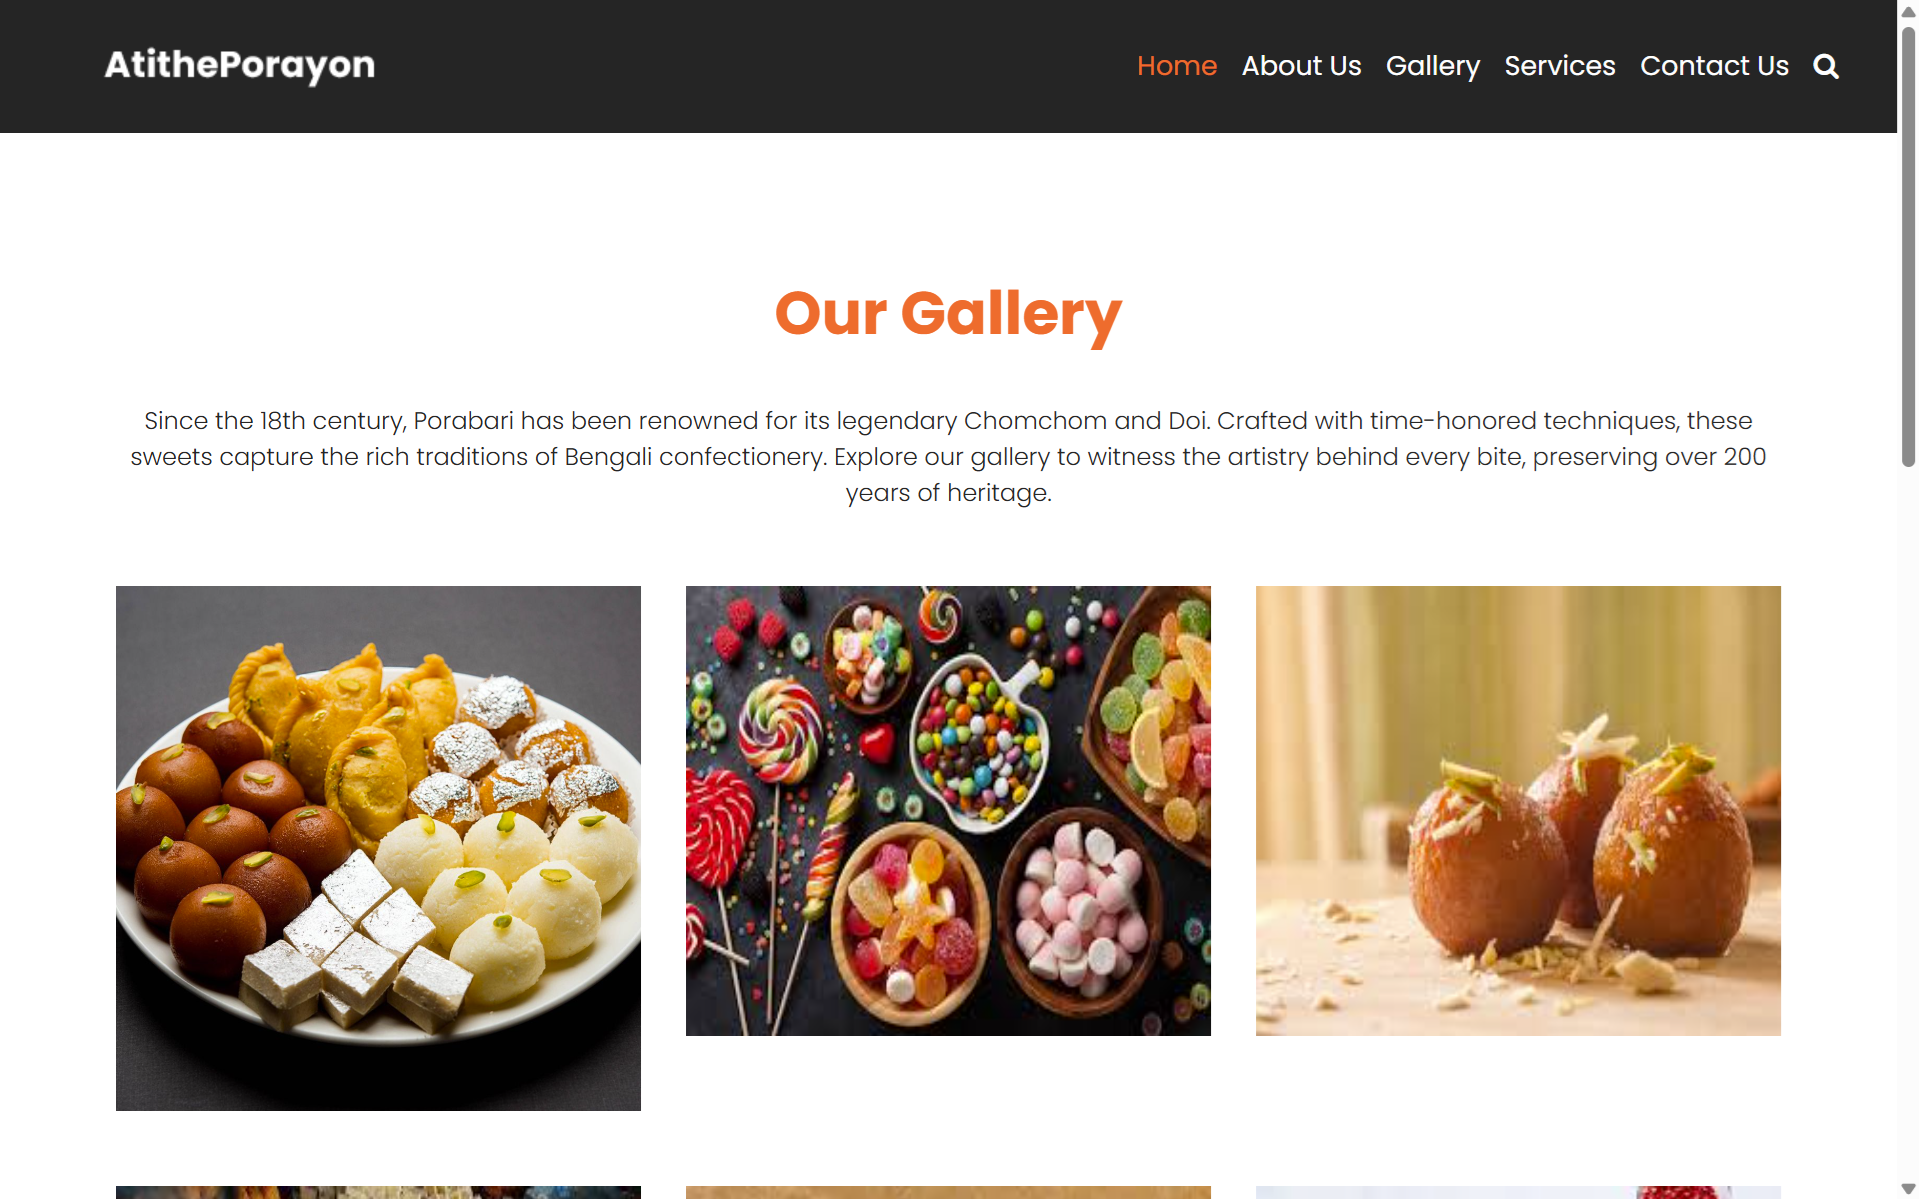 AtithePorayon
Home About Us Gallery Services Contact Us
Our Gallery
Since the 18th century, Porabari has been renowned for its legendary Chomchom and Doi. Crafted with time-honored techniques, these
sweets capture the rich traditions of Bengali confectionery. Explore our gallery to witness the artistry behind every bite, preserving over 200
years of heritage.